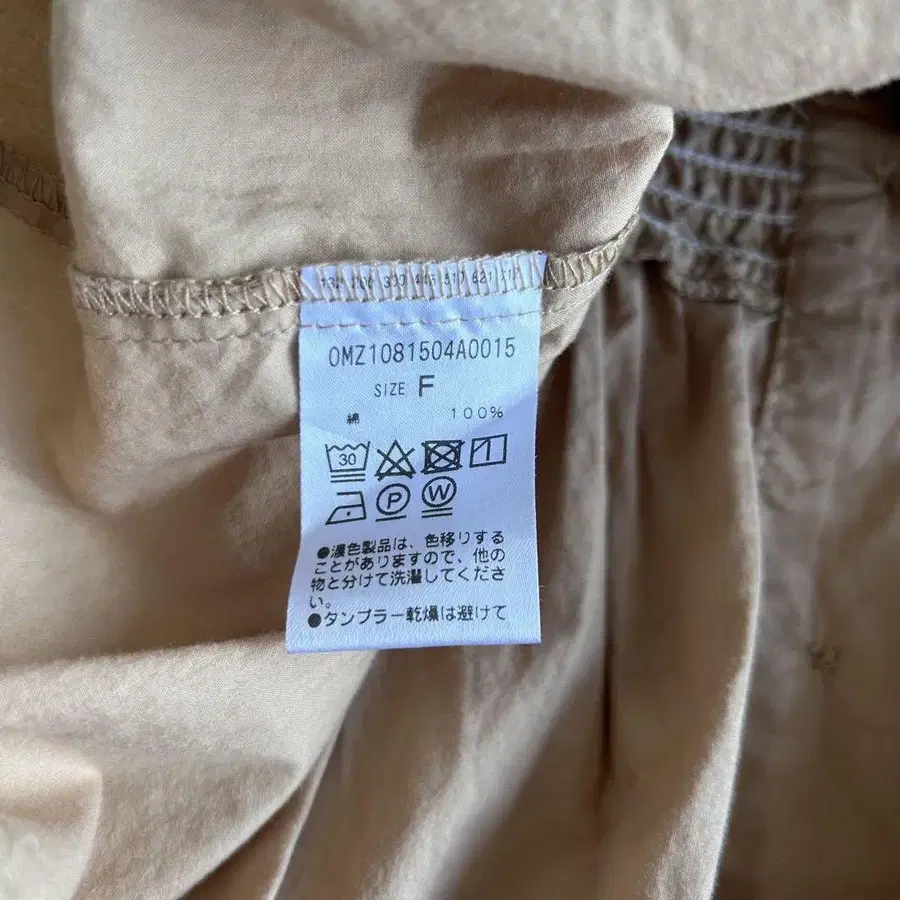 0MZ1081504A0015
SIZE F
綿 100%
30 1
P W
●濃色製品は、色移りする
ことがありますので、他の
物と分けて洗濯してくださ
い。
●タンブラー乾燥は避けて